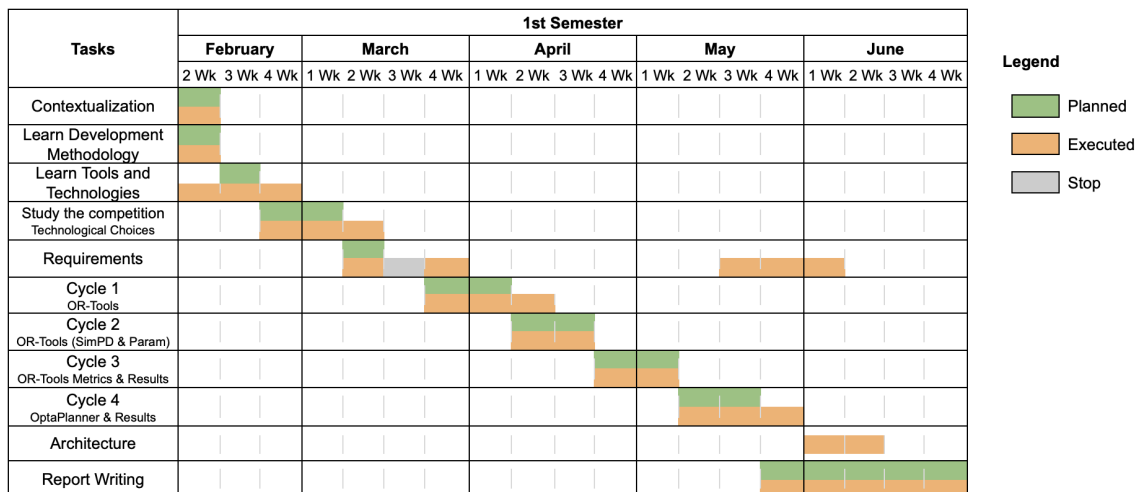 1st Semester
Tasks
February March April May June
2 Wk 3 Wk 4 Wk 1 Wk 2 Wk 3 Wk 4 Wk 1 Wk 2 Wk 3 Wk 4 Wk 1 Wk 2 Wk 3 Wk 4 Wk 1 Wk 2 Wk 3 Wk 4 Wk
Contextualization
Learn Development
Methodology
Learn Tools and
Technologies
Study the competition
Technological Choices
Requirements
Cycle 1
OR-Tools
Cycle 2
OR-Tools (SimPD & Param)
Cycle 3
OR-Tools Metrics & Results
Cycle 4
OptaPlanner & Results
Architecture
Report Writing
Legend
Planned
Executed
Stop